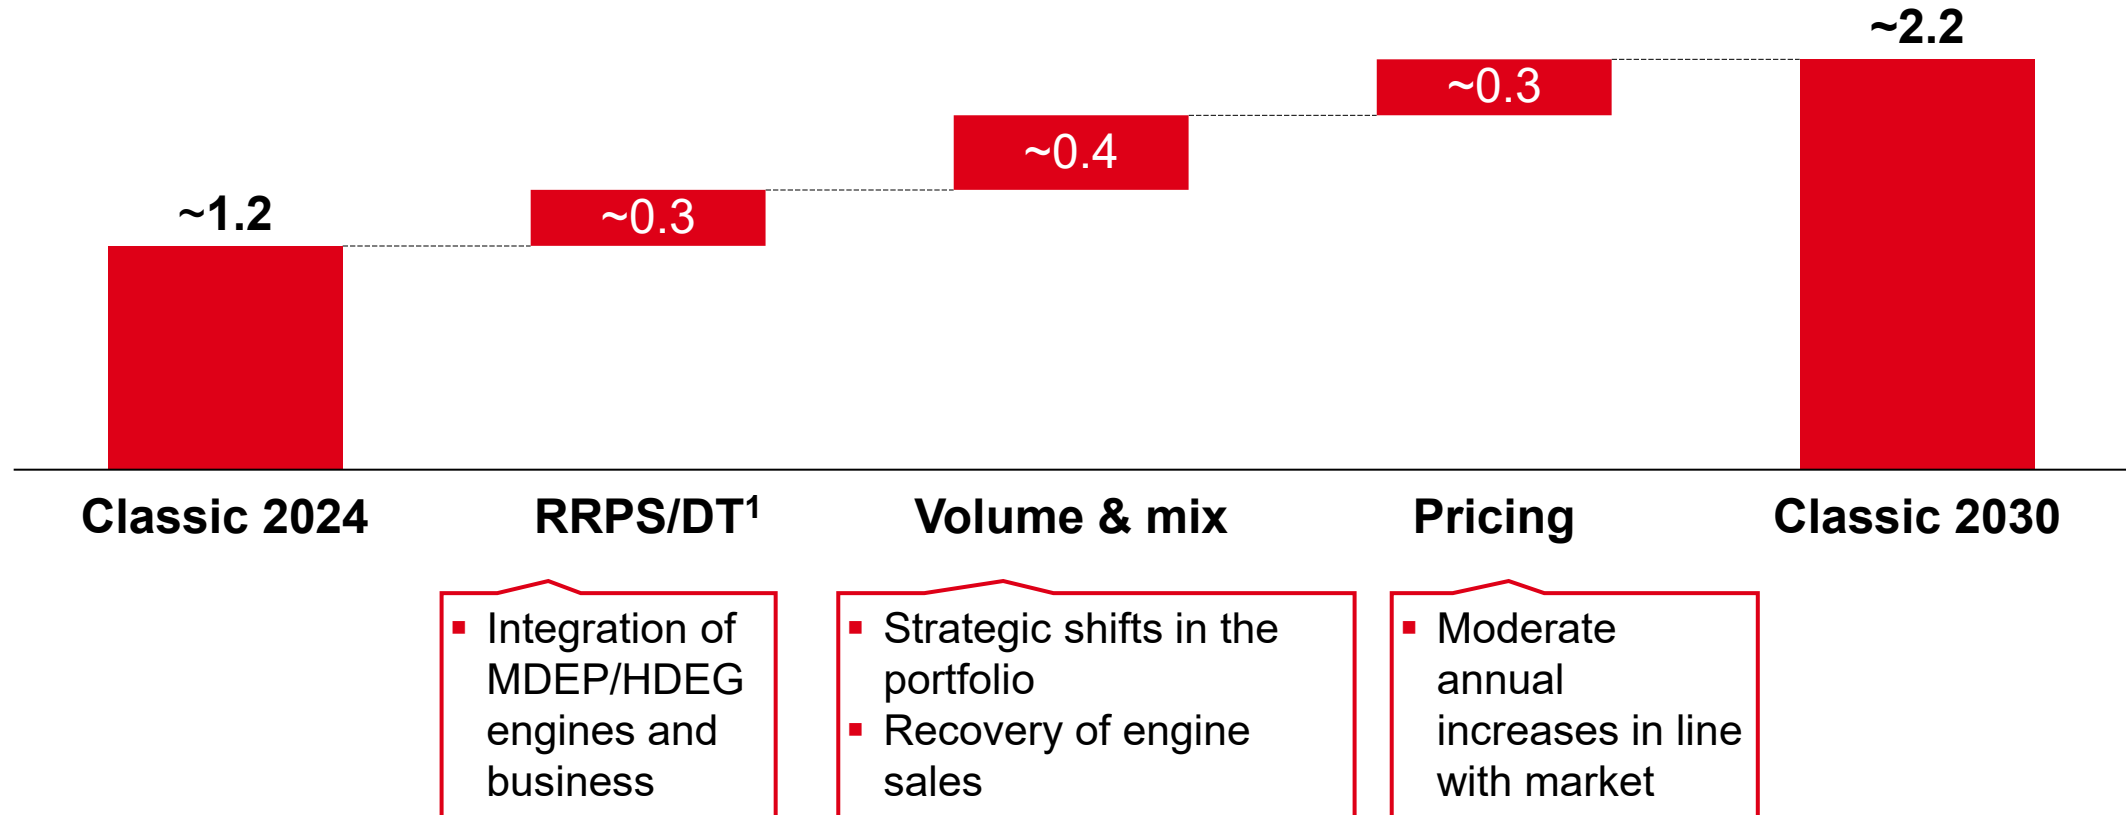 ~2.2
~0.3
~0.4
~1.2
~0.3
Classic 2024
RRPS/DT¹
Volume & mix
Pricing
Classic 2030
▪ Integration of
MDEP/HDEG
engines and
business
▪ Strategic shifts in the
portfolio
▪ Recovery of engine
sales
▪ Moderate
annual
increases in line
with market